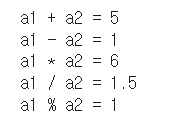 a1 + a2 = 5
a1 - a2 = 1
a1 * a2 = 6
a1 / a2 = 1.5
a1 % a2 = 1